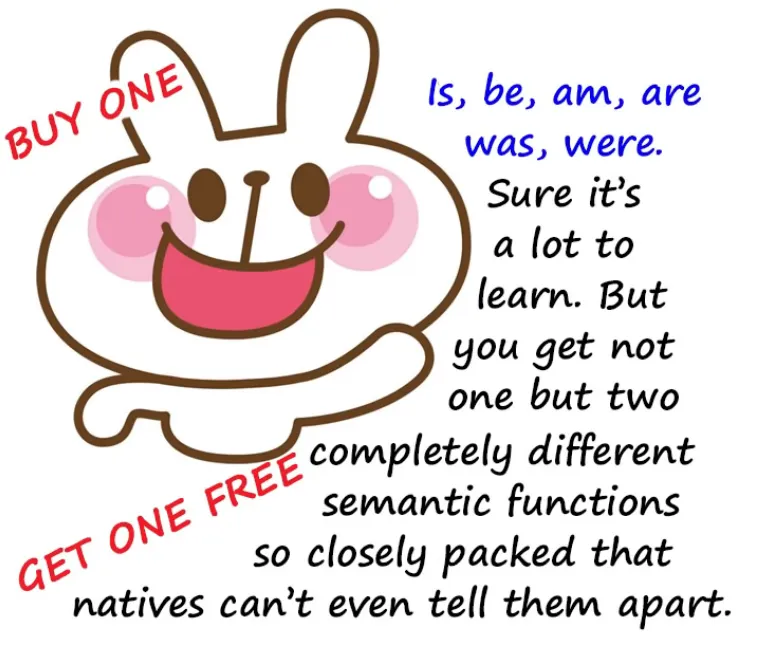 BUY ONE
Is, be, am, are
was, were.
Sure it's
a lot to
learn. But
you get not
one but two
completely different
semantic functions
so closely packed that
natives can't even tell them apart.
GET ONE FREE